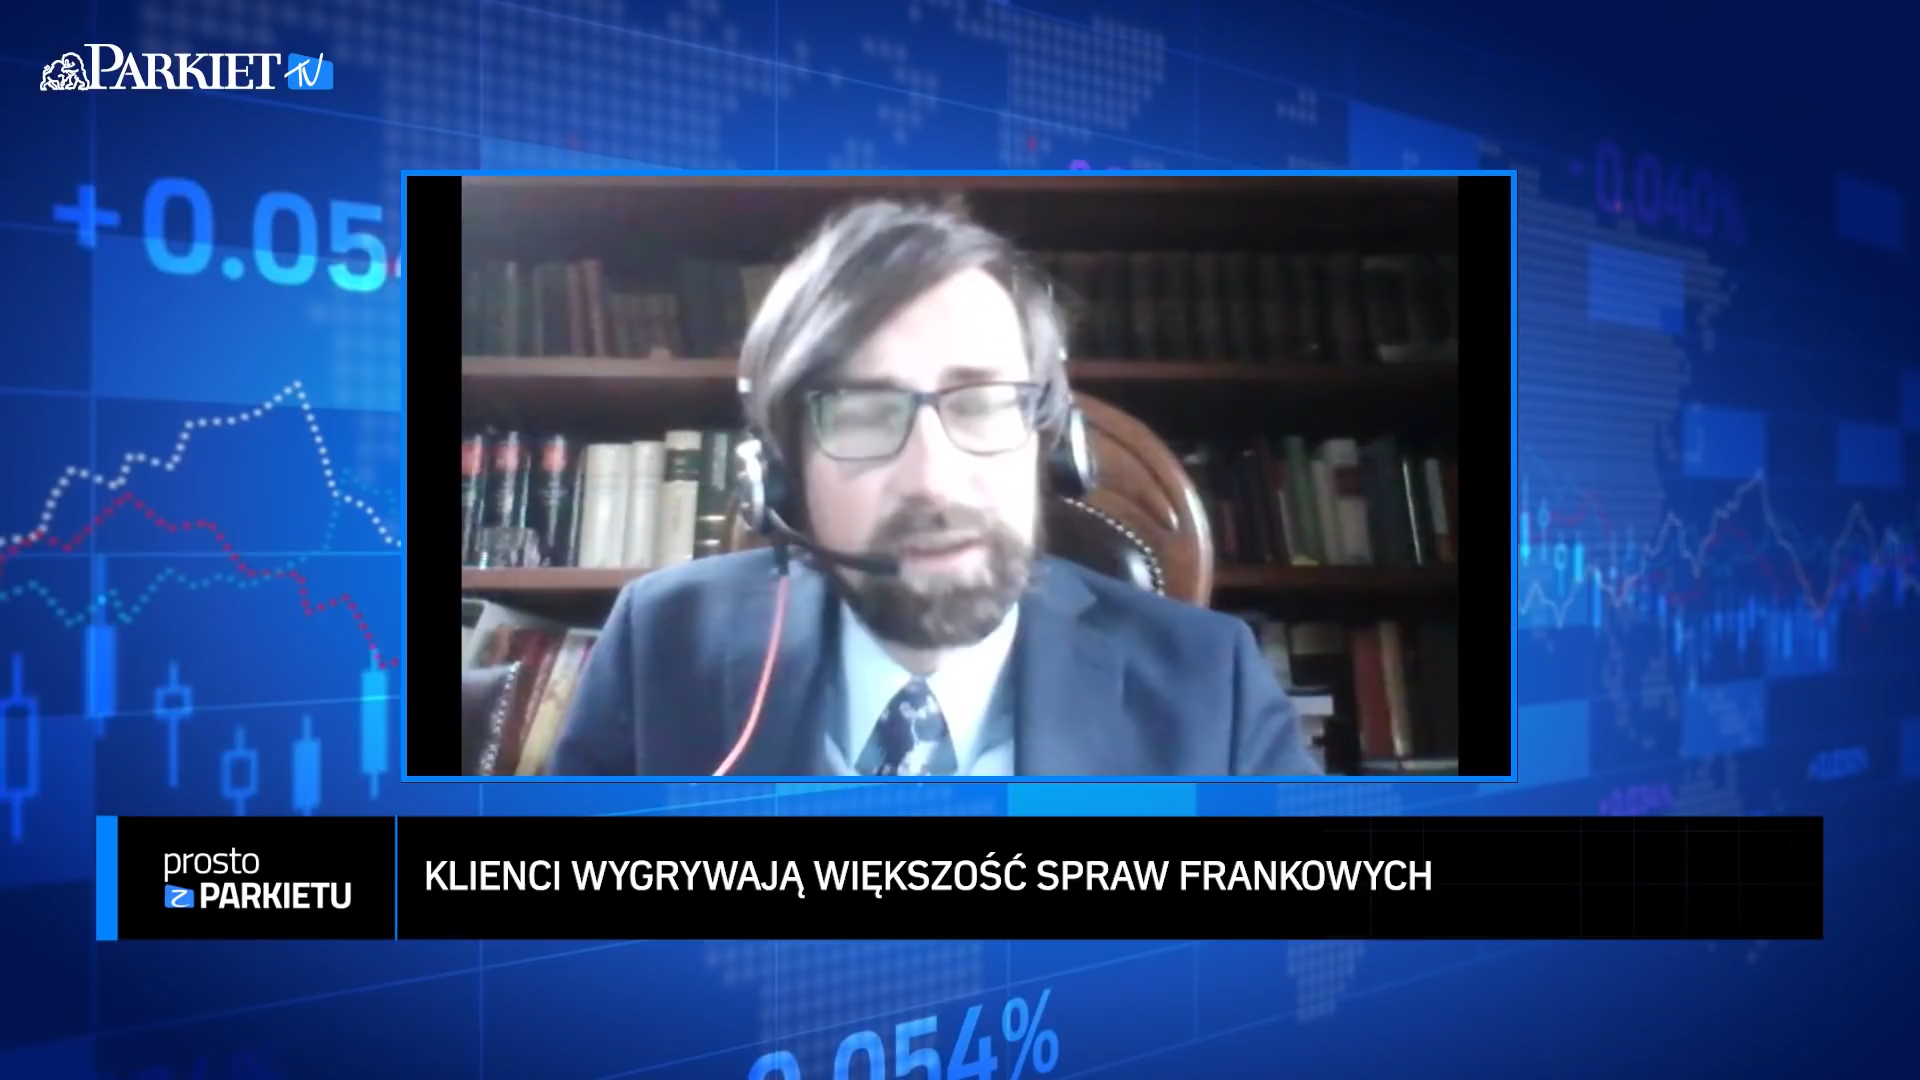 PARKIET TV
+0.05
-0.040%
prosto
z PARKIETU
KLIENCI WYGRYWAJĄ WIĘKSZOŚĆ SPRAW FRANKOWYCH
0.054%